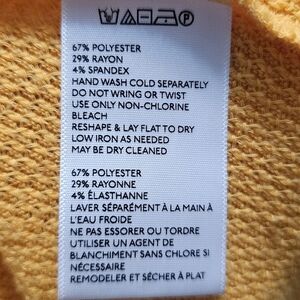 67% POLYESTER
29% RAYON
4% SPANDEX
HAND WASH COLD SEPARATELY
DO NOT WRING OR TWIST
USE ONLY NON-CHLORINE
BLEACH
RESHAPE & LAY FLAT TO DRY
LOW IRON AS NEEDED
MAY BE DRY CLEANED
67% POLYESTER
29% RAYONNE
4% ÉLASTHANNE
LAVER SÉPARÉMENT À LA MAIN À
L'EAU FROIDE
NE PAS ESSORER OU TORDRE
UTILISER UN AGENT DE
BLANCHIMENT SANS CHLORE SI
NÉCESSAIRE
REMODELER ET SÉCHER À PLAT